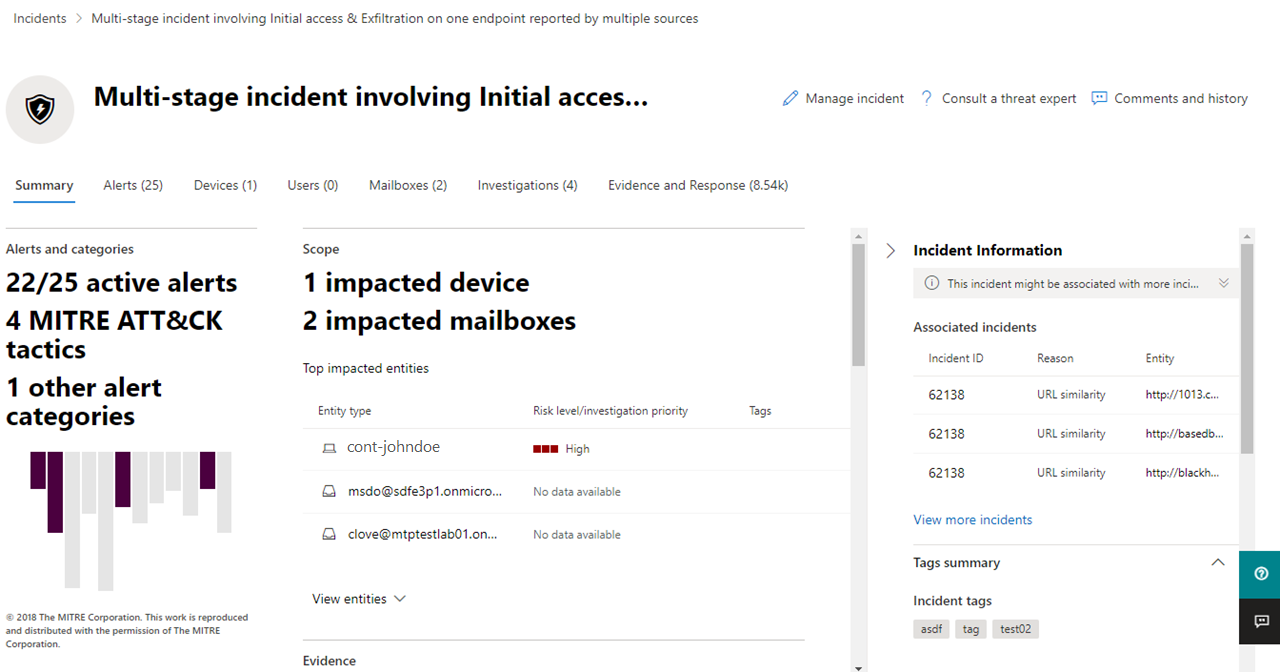 Incidents > Multi-stage incident involving Initial access & Exfiltration on one endpoint reported by multiple sources
Multi-stage incident involving Initial acces...
Manage incident
? Consult a threat expert
Comments and history
Summary
Alerts (25)
Devices (1)
Users (0)
Mailboxes (2)
Investigations (4)
Evidence and Response (8.54k)
Alerts and categories
22/25 active alerts
4 MITRE ATT&CK
tactics
1 other alert
categories
© 2018 The MITRE Corporation. This work is reproduced
and distributed with the permission of The MITRE
Corporation.
Scope
1 impacted device
2 impacted mailboxes
Top impacted entities
Entity type Risk level/investigation priority Tags
cont-johndoe High
msdo@sdfe3p1.onmicro... No data available
clove@mtptestlab01.on... No data available
View entities
Evidence
Incident Information
This incident might be associated with more inci...
Associated incidents
Incident ID Reason Entity
62138 URL similarity http://1013.c...
62138 URL similarity http://basedb...
62138 URL similarity http://blackh...
View more incidents
Tags summary
Incident tags
asdf tag test02